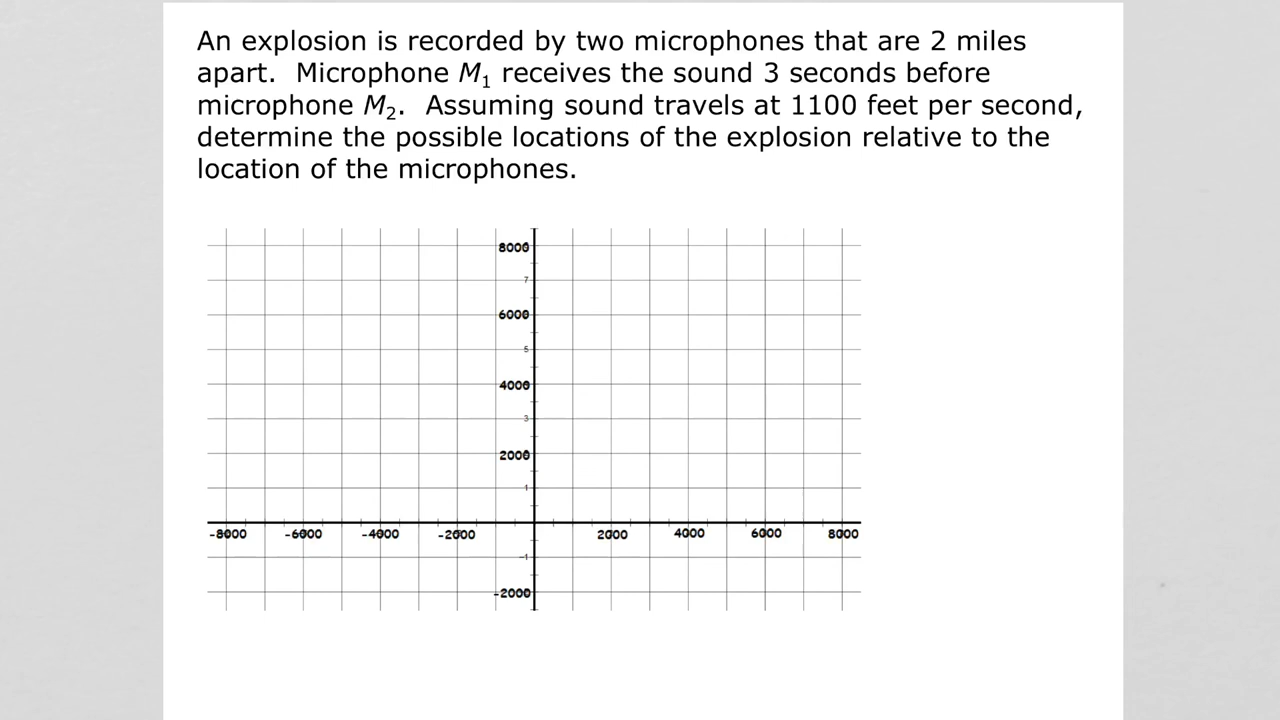 An explosion is recorded by two microphones that are 2 miles
apart.  Microphone M₁ receives the sound 3 seconds before
microphone M₂.  Assuming sound travels at 1100 feet per second,
determine the possible locations of the explosion relative to the
location of the microphones.
8000
7
6000
5
4000
3
2000
1
-8000 -6000 -4000 -2000 2000 4000 6000 8000
-1
-2000